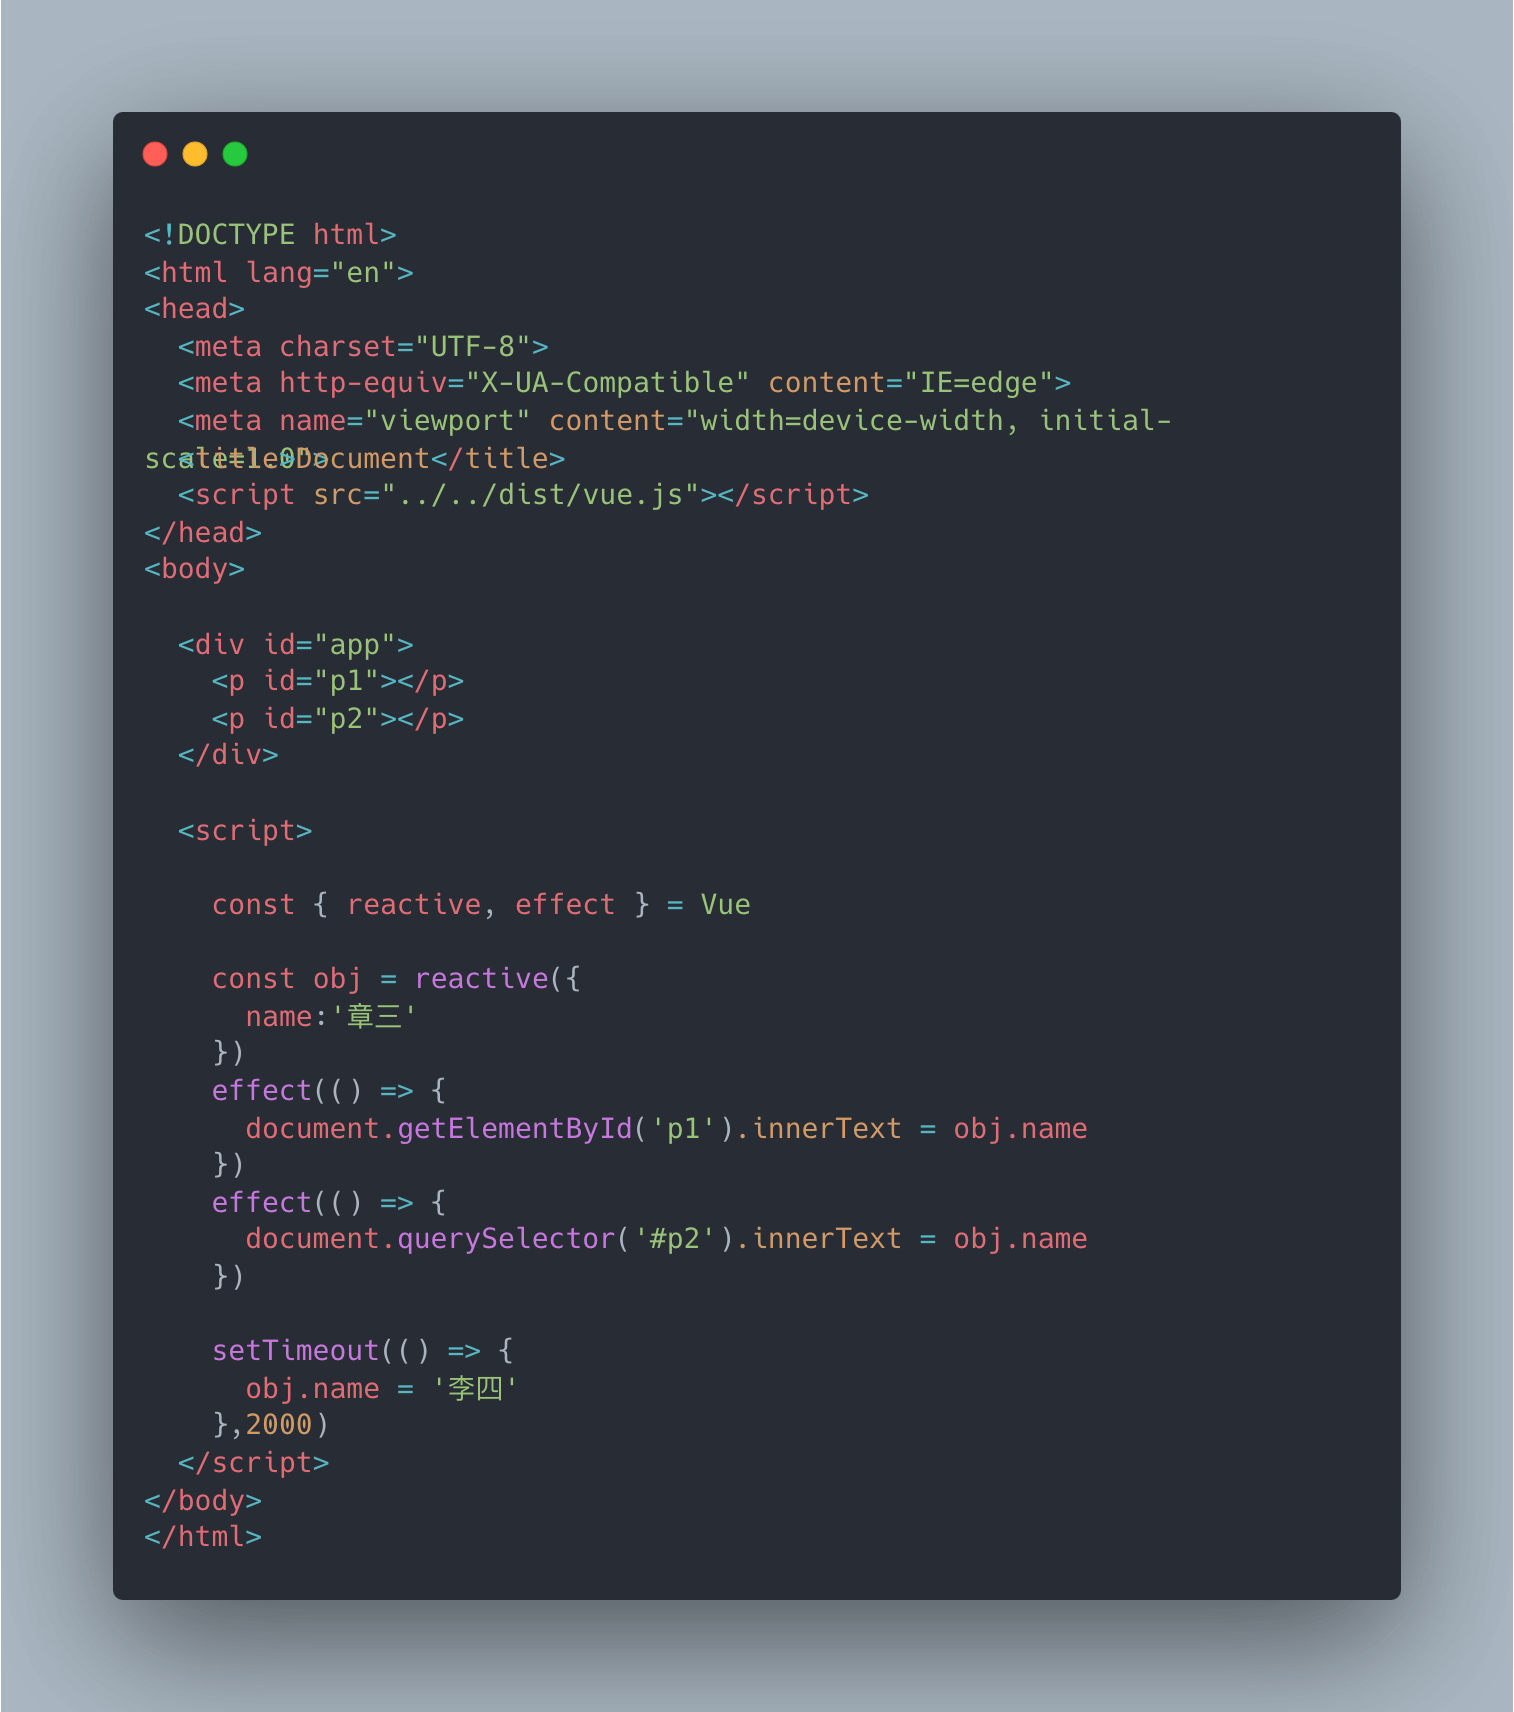 <!DOCTYPE html>
<html lang="en">
<head>
  <meta charset="UTF-8">
  <meta http-equiv="X-UA-Compatible" content="IE=edge">
  <meta name="viewport" content="width=device-width, initial-
scale=1.0">
  <title>Document</title>
  <script src="../../dist/vue.js"></script>
</head>
<body>

  <div id="app">
    <p id="p1"></p>
    <p id="p2"></p>
  </div>

  <script>

    const { reactive, effect } = Vue

    const obj = reactive({
      name:'章三'
    })
    effect(() => {
      document.getElementById('p1').innerText = obj.name
    })
    effect(() => {
      document.querySelector('#p2').innerText = obj.name
    })

    setTimeout(() => {
      obj.name = '李四'
    },2000)
  </script>
</body>
</html>